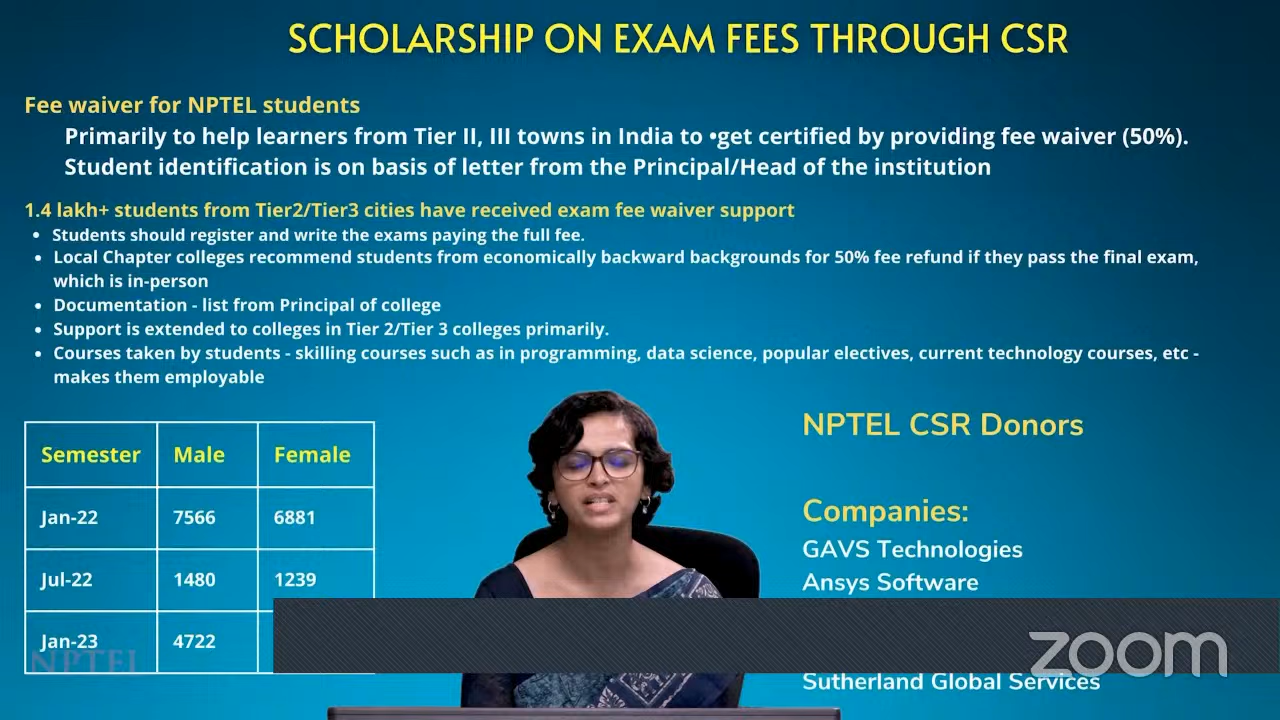 SCHOLARSHIP ON EXAM FEES THROUGH CSR
Fee waiver for NPTEL students
Primarily to help learners from Tier II, III towns in India to •get certified by providing fee waiver (50%).
Student identification is on basis of letter from the Principal/Head of the institution
1.4 lakh+ students from Tier2/Tier3 cities have received exam fee waiver support
• Students should register and write the exams paying the full fee.
• Local Chapter colleges recommend students from economically backward backgrounds for 50% fee refund if they pass the final exam,
which is in-person
• Documentation - list from Principal of college
• Support is extended to colleges in Tier 2/Tier 3 colleges primarily.
• Courses taken by students - skilling courses such as in programming, data science, popular electives, current technology courses, etc -
makes them employable
Semester Male Female
Jan-22 7566 6881
Jul-22 1480 1239
Jan-23 4722
NPTEL
NPTEL CSR Donors
Companies:
GAVS Technologies
Ansys Software
zoom
Sutherland Global Services